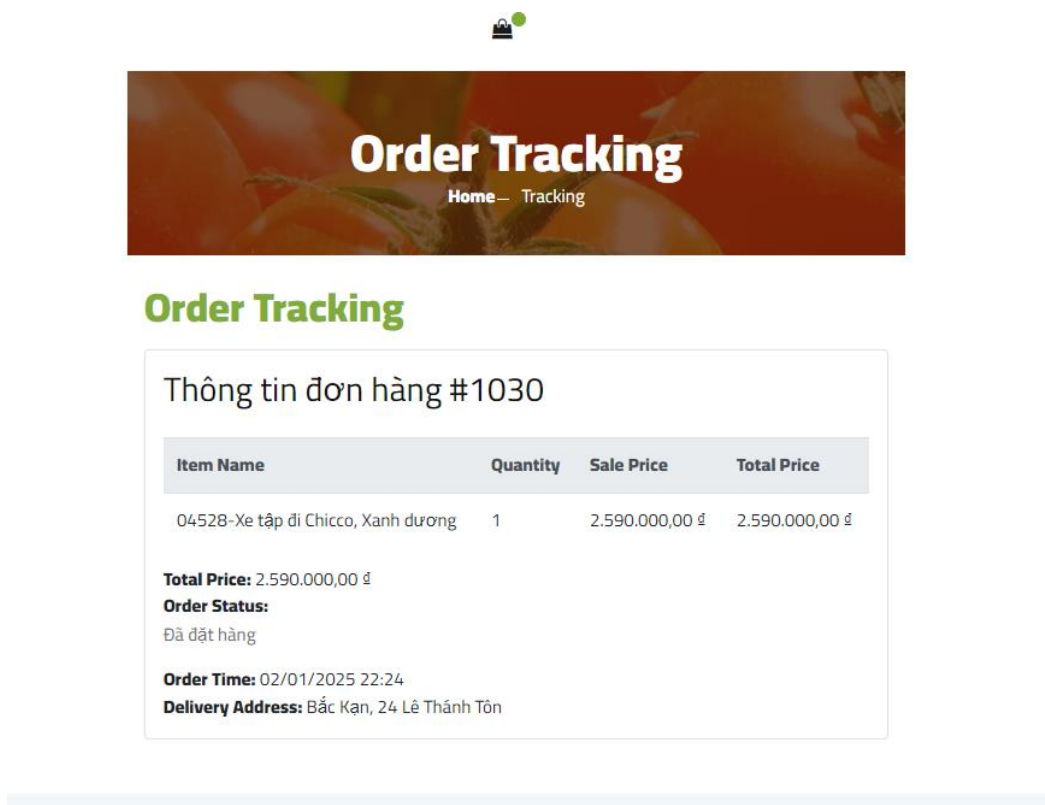 Order Tracking
Home – Tracking
Order Tracking
Thông tin đơn hàng #1030
Item Name Quantity Sale Price Total Price
04528-Xe tập đi Chicco, Xanh dương 1 2.590.000,00 ₫ 2.590.000,00 ₫
Total Price: 2.590.000,00 ₫
Order Status:
Đã đặt hàng
Order Time: 02/01/2025 22:24
Delivery Address: Bắc Kạn, 24 Lê Thánh Tôn